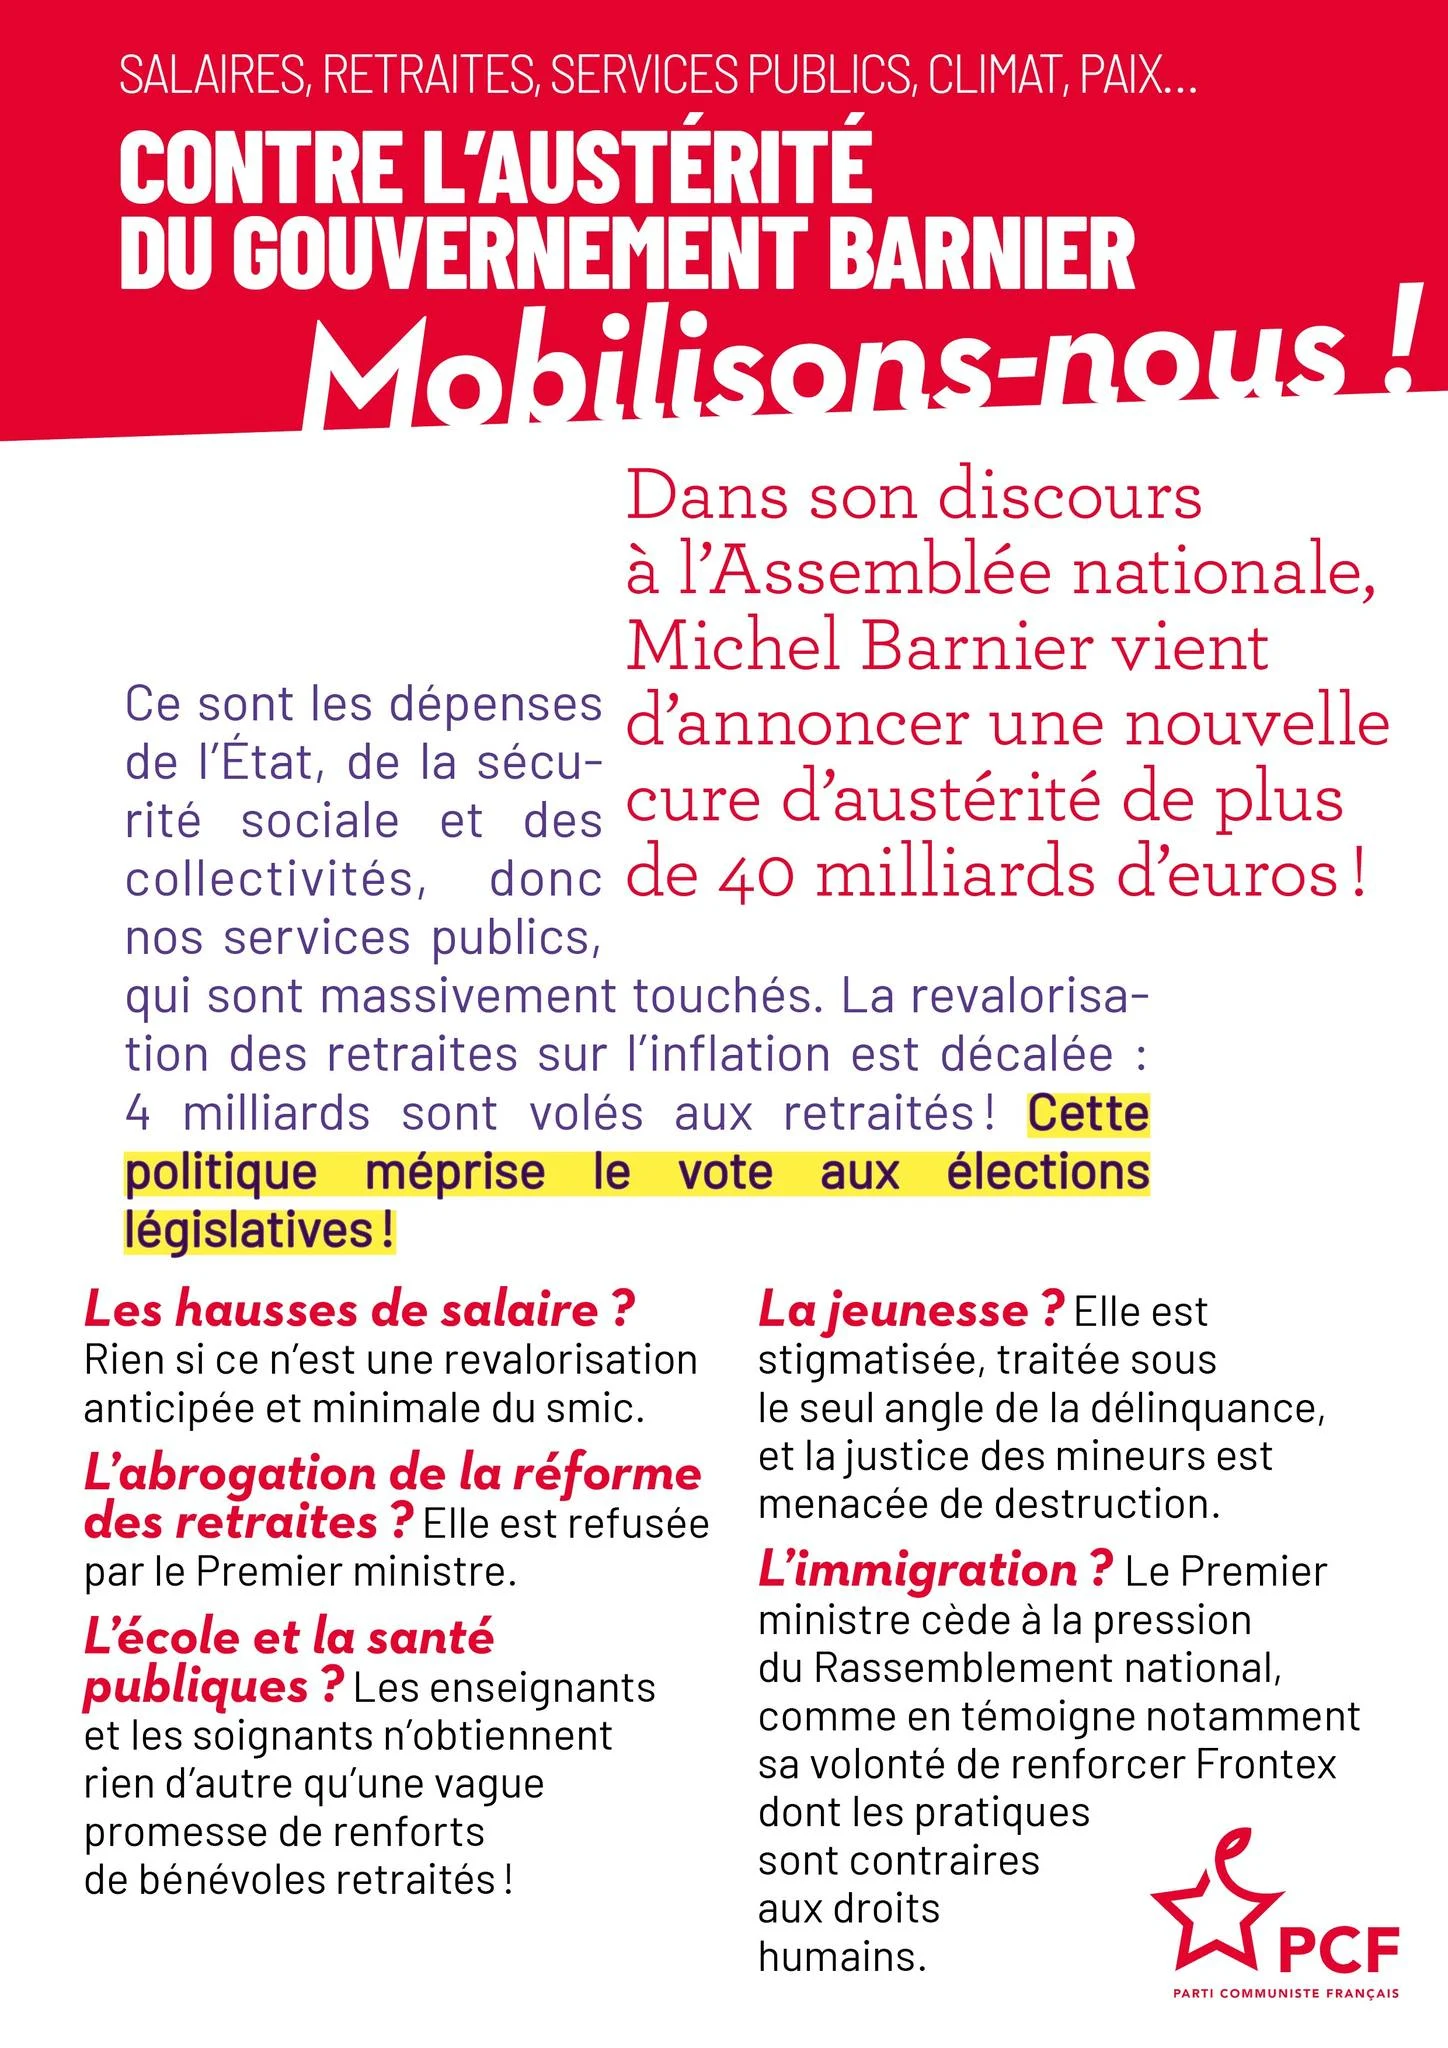 SALAIRES, RETRAITES, SERVICES PUBLICS, CLIMAT, PAIX...
CONTRE L'AUSTÉRITÉ
DU GOUVERNEMENT BARNIER
Mobilisons-nous !
Dans son discours
à l'Assemblée nationale,
Michel Barnier vient
d'annoncer une nouvelle
cure d'austérité de plus
de 40 milliards d'euros !
Ce sont les dépenses
de l'État, de la sécu-
rité sociale et des
collectivités, donc
nos services publics,
qui sont massivement touchés. La revalorisa-
tion des retraites sur l'inflation est décalée :
4 milliards sont volés aux retraités ! Cette
politique méprise le vote aux élections
législatives !
Les hausses de salaire ?
Rien si ce n'est une revalorisation
anticipée et minimale du smic.
L'abrogation de la réforme
des retraites ? Elle est refusée
par le Premier ministre.
L'école et la santé
publiques ? Les enseignants
et les soignants n'obtiennent
rien d'autre qu'une vague
promesse de renforts
de bénévoles retraités !
La jeunesse ? Elle est
stigmatisée, traitée sous
le seul angle de la délinquance,
et la justice des mineurs est
menacée de destruction.
L'immigration ? Le Premier
ministre cède à la pression
du Rassemblement national,
comme en témoigne notamment
sa volonté de renforcer Frontex
dont les pratiques
sont contraires
aux droits
humains.
PCF
PARTI COMMUNISTE FRANÇAIS